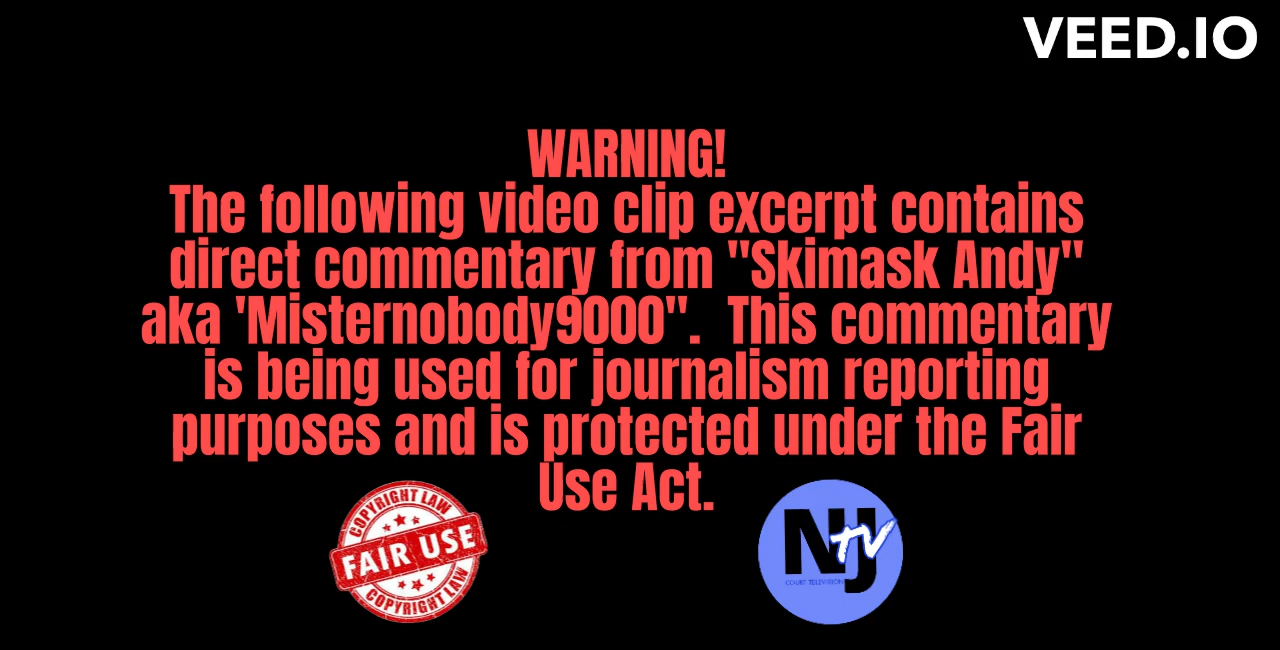 VEED.IO
WARNING!
The following video clip excerpt contains
direct commentary from "Skimask Andy"
aka 'Misternobody9000".  This commentary
is being used for journalism reporting
purposes and is protected under the Fair
Use Act.
COPYRIGHT LAW
FAIR USE
COPYRIGHT LAW
NJ
TV
COURT TELEVISION